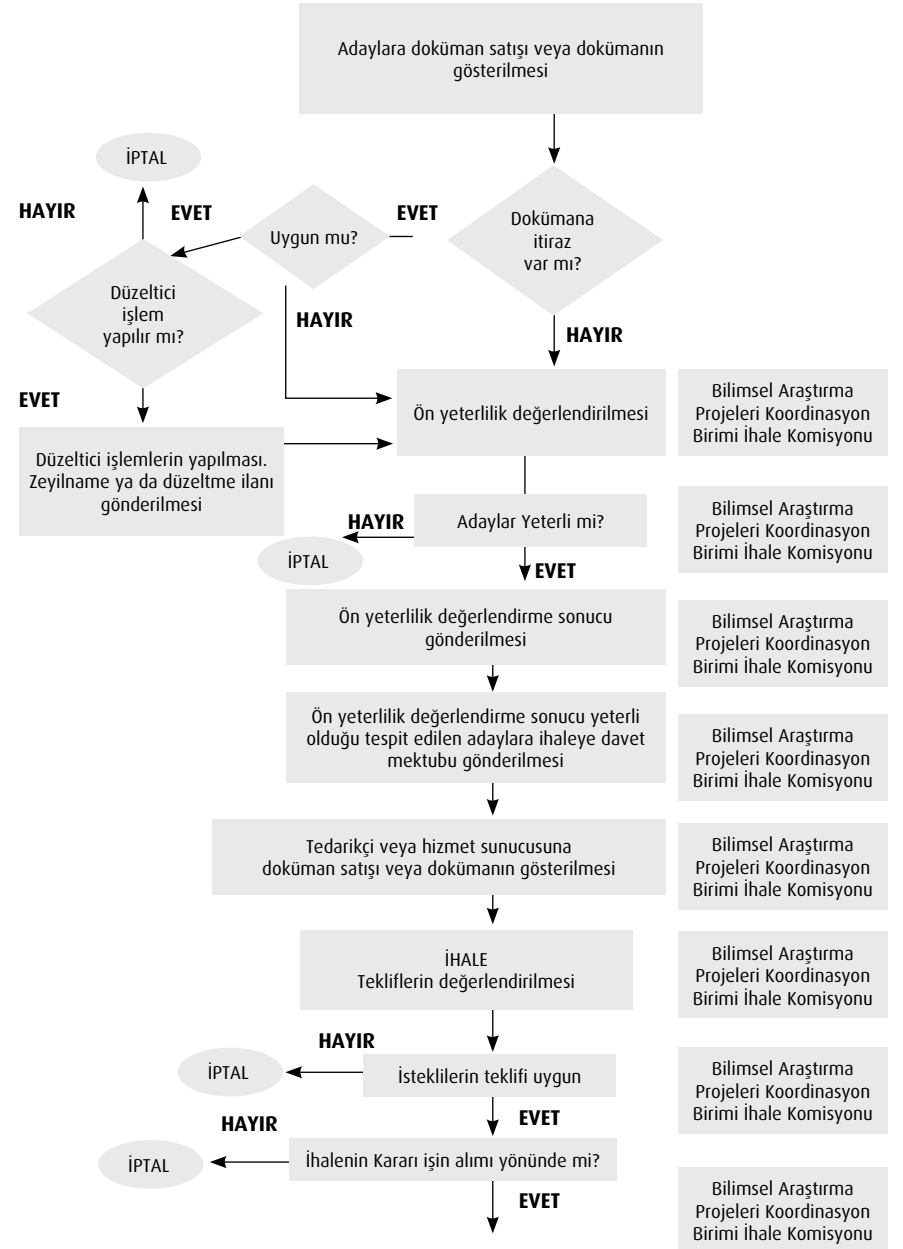 Adaylara doküman satışı veya dokümanın
gösterilmesi
İPTAL
HAYIR
EVET
EVET
Uygun mu?
Dokümana
itiraz
var mı?
Düzeltici
işlem
yapılır mı?
HAYIR
HAYIR
EVET
Ön yeterlilik değerlendirilmesi
Bilimsel Araştırma
Projeleri Koordinasyon
Birimi İhale Komisyonu
Düzeltici işlemlerin yapılması.
Zeyilname ya da düzeltme ilanı
gönderilmesi
HAYIR
Adaylar Yeterli mi?
Bilimsel Araştırma
Projeleri Koordinasyon
Birimi İhale Komisyonu
İPTAL
EVET
Ön yeterlilik değerlendirme sonucu
gönderilmesi
Bilimsel Araştırma
Projeleri Koordinasyon
Birimi İhale Komisyonu
Ön yeterlilik değerlendirme sonucu yeterli
olduğu tespit edilen adaylara ihaleye davet
mektubu gönderilmesi
Bilimsel Araştırma
Projeleri Koordinasyon
Birimi İhale Komisyonu
Tedarikçi veya hizmet sunucusuna
doküman satışı veya dokümanın gösterilmesi
Bilimsel Araştırma
Projeleri Koordinasyon
Birimi İhale Komisyonu
İHALE
Tekliflerin değerlendirilmesi
Bilimsel Araştırma
Projeleri Koordinasyon
Birimi İhale Komisyonu
HAYIR
İPTAL
İsteklilerin teklifi uygun
Bilimsel Araştırma
Projeleri Koordinasyon
Birimi İhale Komisyonu
EVET
HAYIR
İPTAL
İhalenin Kararı işin alımı yönünde mi?
EVET
Bilimsel Araştırma
Projeleri Koordinasyon
Birimi İhale Komisyonu